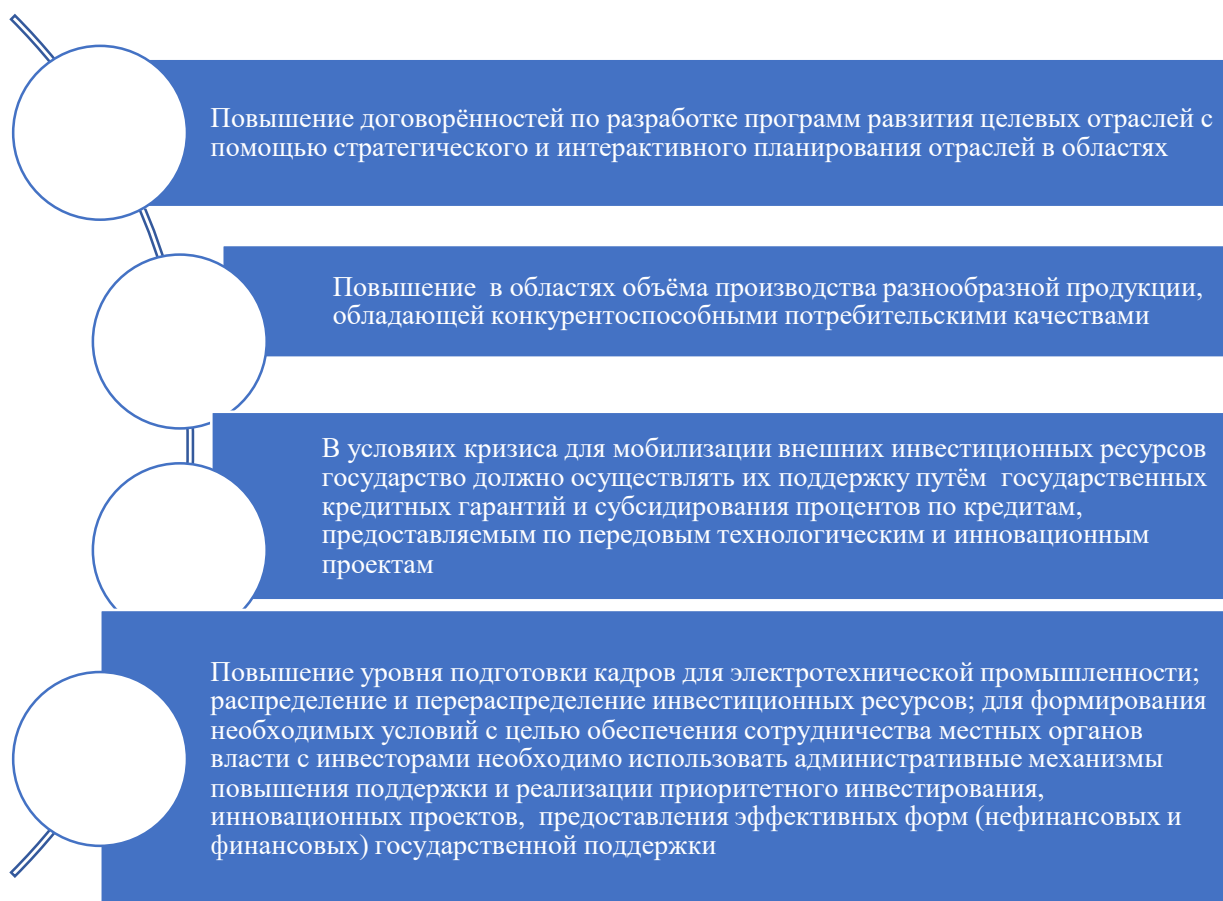 Повышение договорённостей по разработке программ равзития целевых отраслей с
помощью стратегического и интерактивного планирования отраслей в областях
Повышение  в областях объёма производства разнообразной продукции,
обладающей конкурентоспособными потребительскими качествами
В условяих кризиса для мобилизации внешних инвестиционных ресурсов
государство должно осуществлять их поддержку путём  государственных
кредитных гарантий и субсидирования процентов по кредитам,
предоставляемым по передовым технологическим и инновационным
проектам
Повышение уровня подготовки кадров для электротехнической промышленности;
распределение и перераспределение инвестиционных ресурсов; для формирования
необходимых условий с целью обеспечения сотрудничества местных органов
власти с инвесторами необходимо использовать административные механизмы
повышения поддержки и реализации приоритетного инвестирования,
инновационных проектов,  предоставления эффективных форм (нефинансовых и
финансовых) государственной поддержки